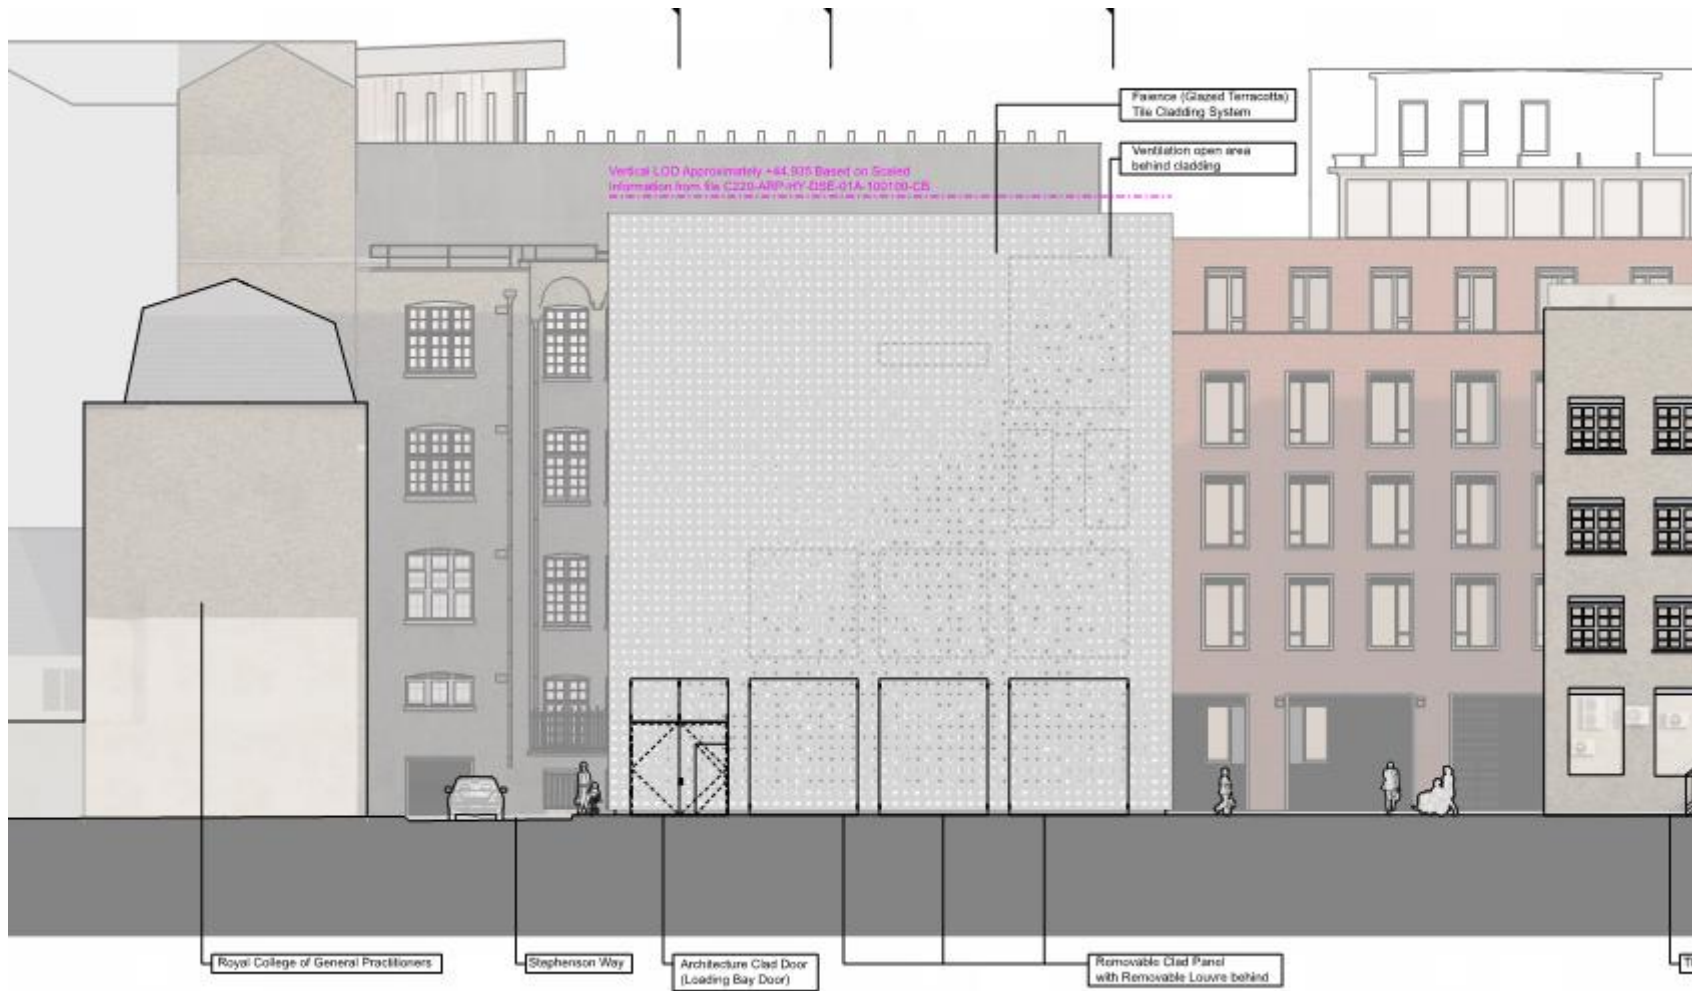 Faience (Glazed Terracotta)
Tile Cladding System
Ventilation open area
behind cladding
Vertical LOD Approximately +44.935 Based on Scaled
Information from file C220-ARP-HY-DSE-01A-100100-CB
Royal College of General Practitioners
Stephenson Way
Architecture Clad Door
(Loading Bay Door)
Removable Clad Panel
with Removable Louvre behind